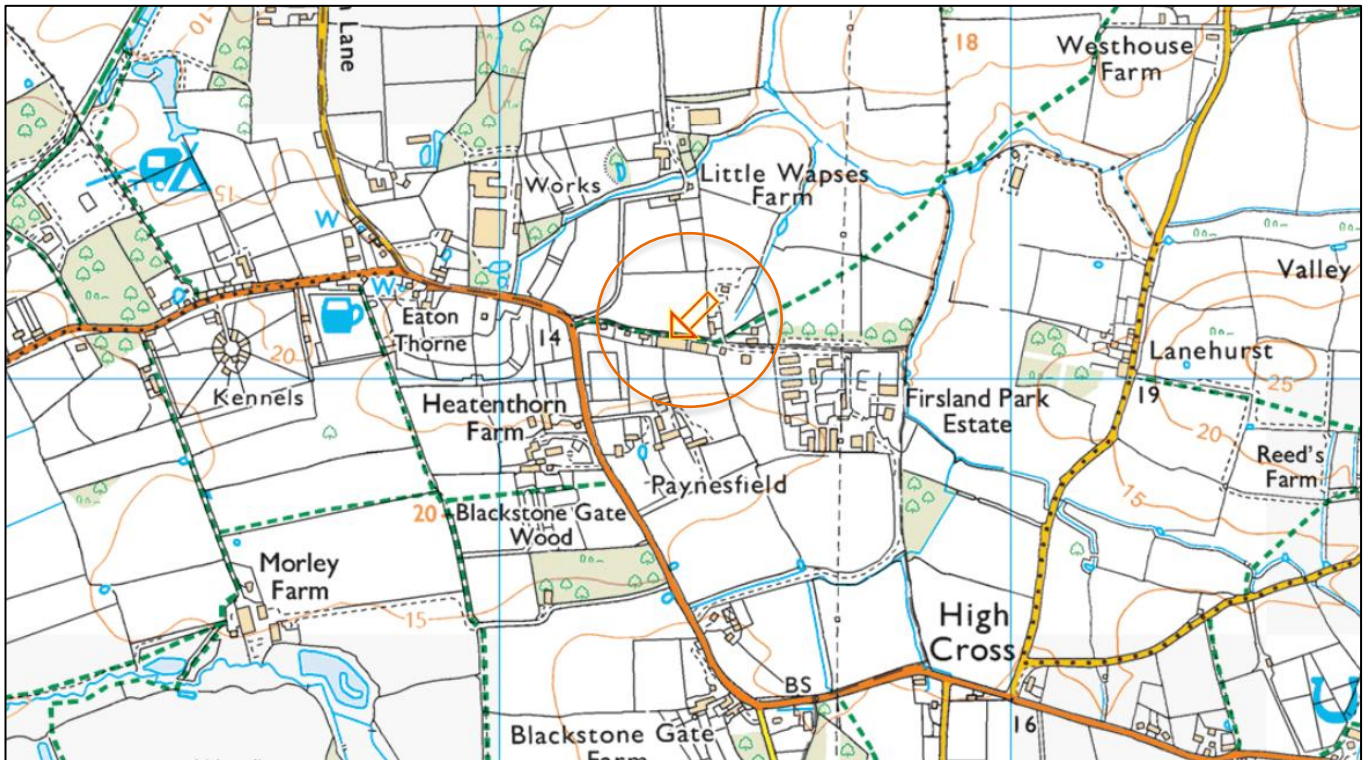 10
Lane
18
Westhouse
Farm
15
Works
Little Wapses
Farm
W
W
Valley
Eaton
Thorne
14
20
Kennels
Lanehurst
25
19
Heatenthorn
Farm
Firsland Park
Estate
20
Reed's
Farm
Paynesfield
15
20
Blackstone Gate
Wood
Morley
Farm
15
High
Cross
BS
16
Blackstone Gate
Farm